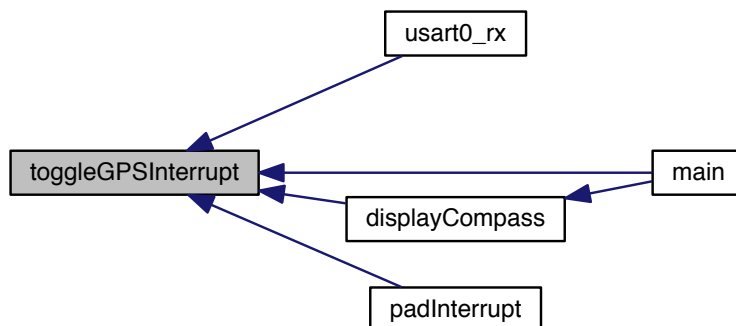 usart0_rx
toggleGPSInterrupt
main
displayCompass
padInterrupt